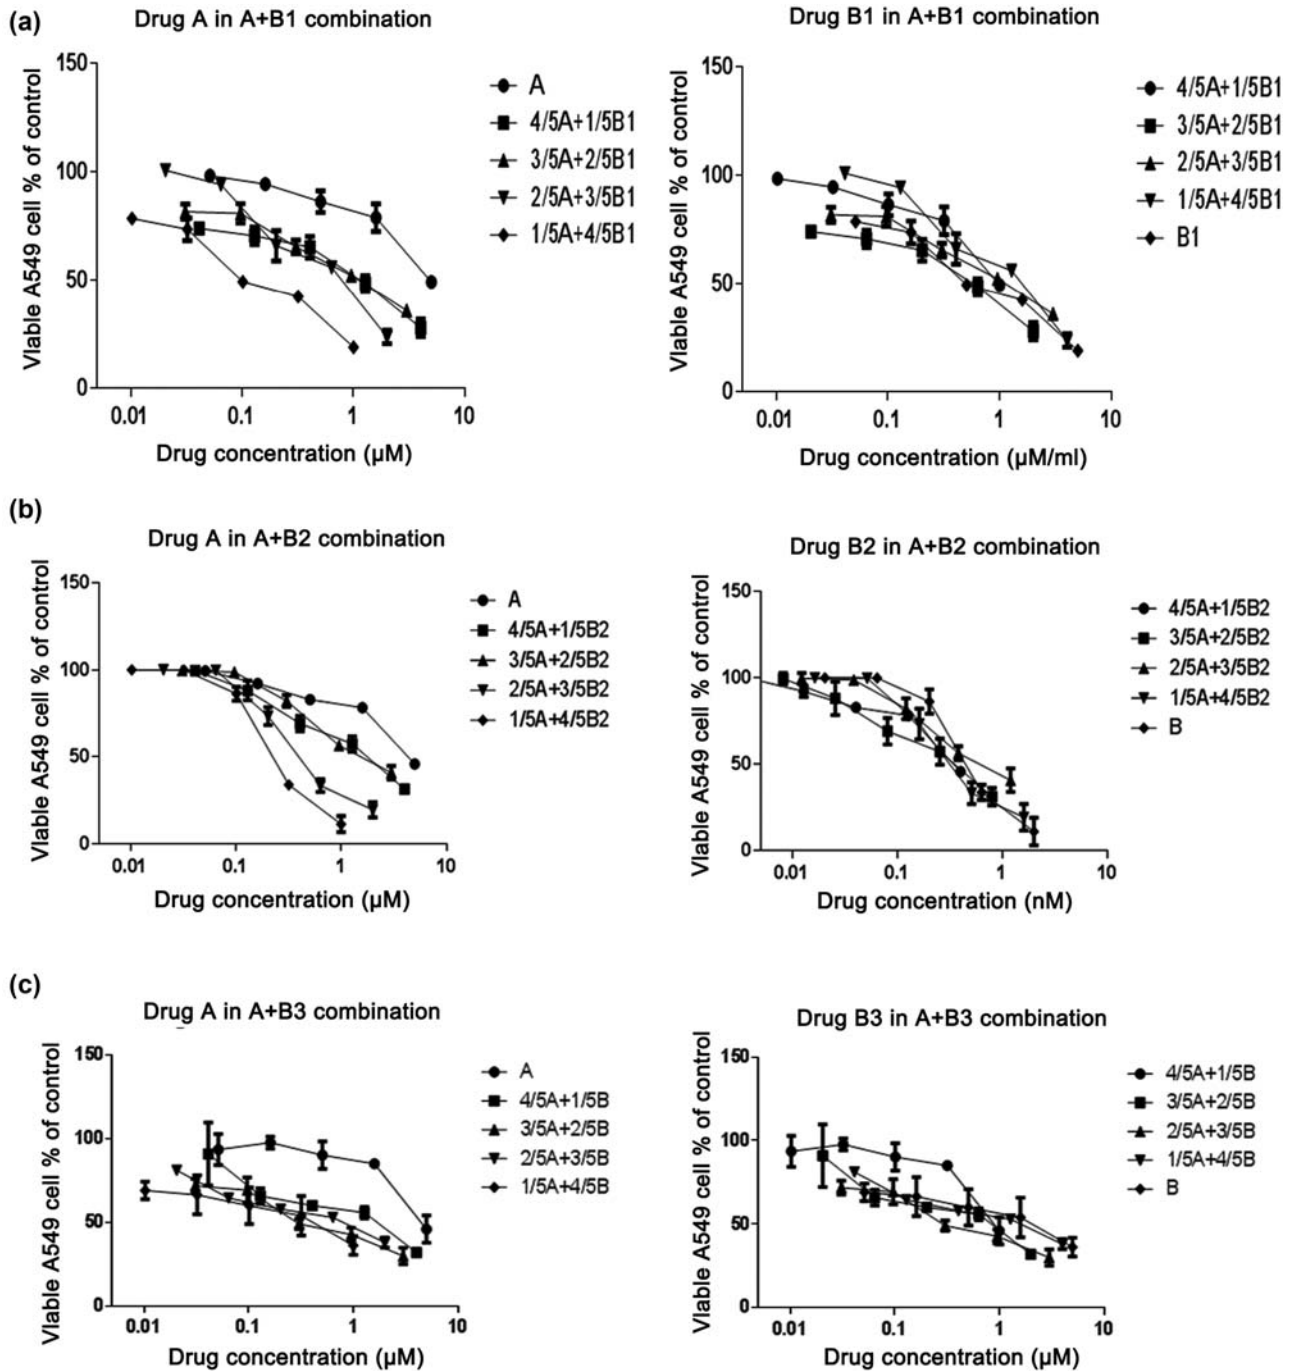 (a)
Drug A in A+B1 combination
Viable A549 cell % of control
150
100
50
0
0.01 0.1 1 10
Drug concentration (µM)
A
4/5A+1/5B1
3/5A+2/5B1
2/5A+3/5B1
1/5A+4/5B1
Drug B1 in A+B1 combination
Viable A549 cell % of control
150
100
50
0
0.01 0.1 1 10
Drug concentration (µM/ml)
4/5A+1/5B1
3/5A+2/5B1
2/5A+3/5B1
1/5A+4/5B1
B1
(b)
Drug A in A+B2 combination
Viable A549 cell % of control
150
100
50
0
0.01 0.1 1 10
Drug concentration (µM)
A
4/5A+1/5B2
3/5A+2/5B2
2/5A+3/5B2
1/5A+4/5B2
Drug B2 in A+B2 combination
Viable A549 cell % of control
150
100
50
0
0.01 0.1 1 10
Drug concentration (nM)
4/5A+1/5B2
3/5A+2/5B2
2/5A+3/5B2
1/5A+4/5B2
B
(c)
Drug A in A+B3 combination
Viable A549 cell % of control
150
100
50
0
0.01 0.1 1 10
Drug concentration (µM)
A
4/5A+1/5B
3/5A+2/5B
2/5A+3/5B
1/5A+4/5B
Drug B3 in A+B3 combination
Viable A549 cell % of control
150
100
50
0
0.01 0.1 1 10
Drug concentration (µM)
4/5A+1/5B
3/5A+2/5B
2/5A+3/5B
1/5A+4/5B
B